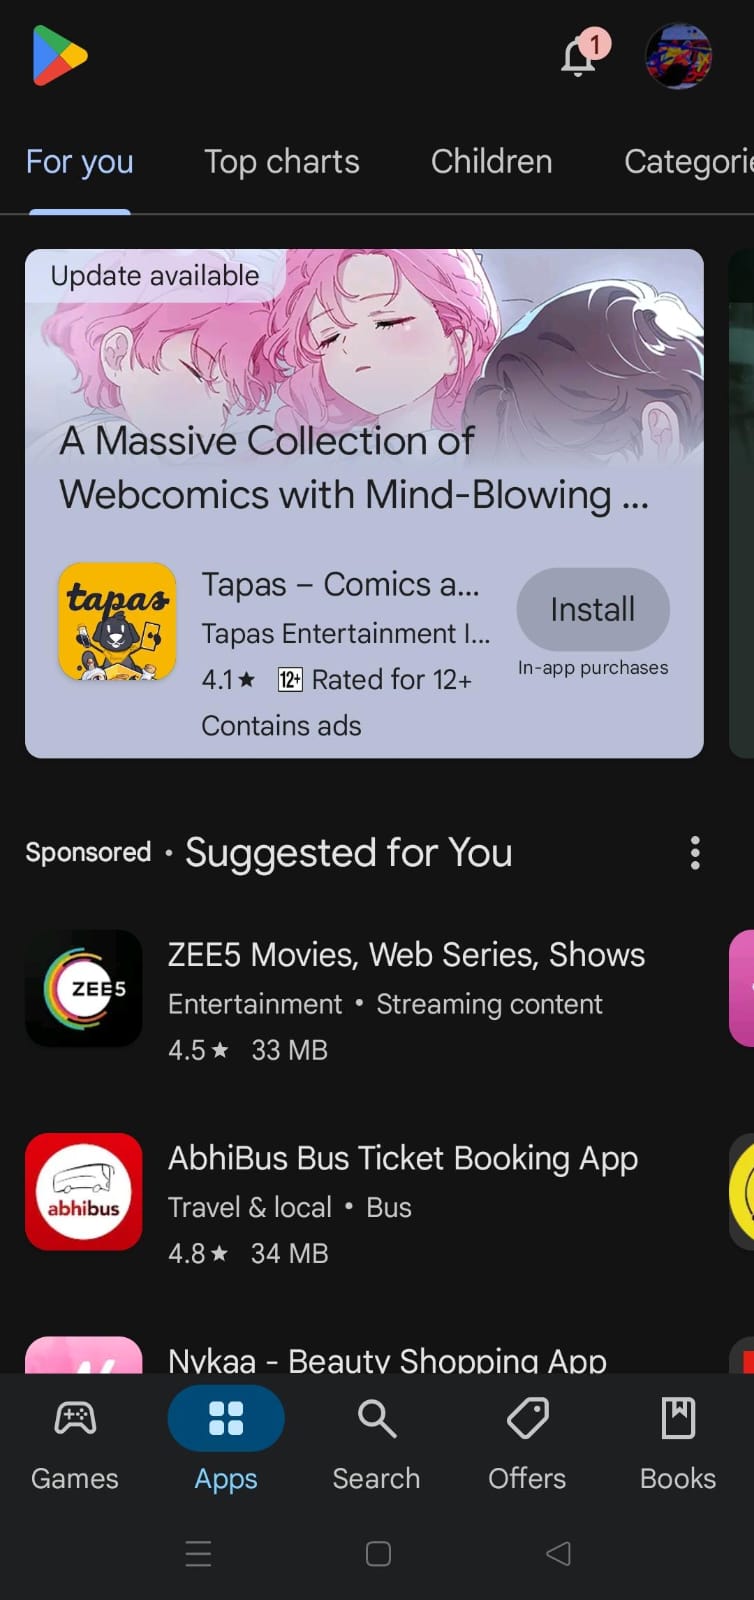 1
For you
Top charts
Children
Categorie
Update available
A Massive Collection of
Webcomics with Mind-Blowing ...
tapas
Tapas – Comics a...
Install
Tapas Entertainment I...
In-app purchases
4.1★ 12+ Rated for 12+
Contains ads
Sponsored • Suggested for You
ZEE5
ZEE5 Movies, Web Series, Shows
Entertainment • Streaming content
4.5★ 33 MB
abhibus
AbhiBus Bus Ticket Booking App
Travel & local • Bus
4.8★ 34 MB
Nykaa - Beauty Shopping App
Games
Apps
Search
Offers
Books